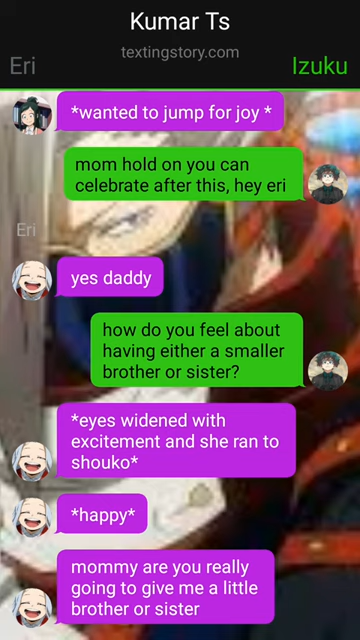 Kumar Ts
textingstory.com
Eri
Izuku
*wanted to jump for joy *
mom hold on you can
celebrate after this, hey eri
Eri
yes daddy
how do you feel about
having either a smaller
brother or sister?
*eyes widened with
excitement and she ran to
shouko*
*happy*
mommy are you really
going to give me a little
brother or sister